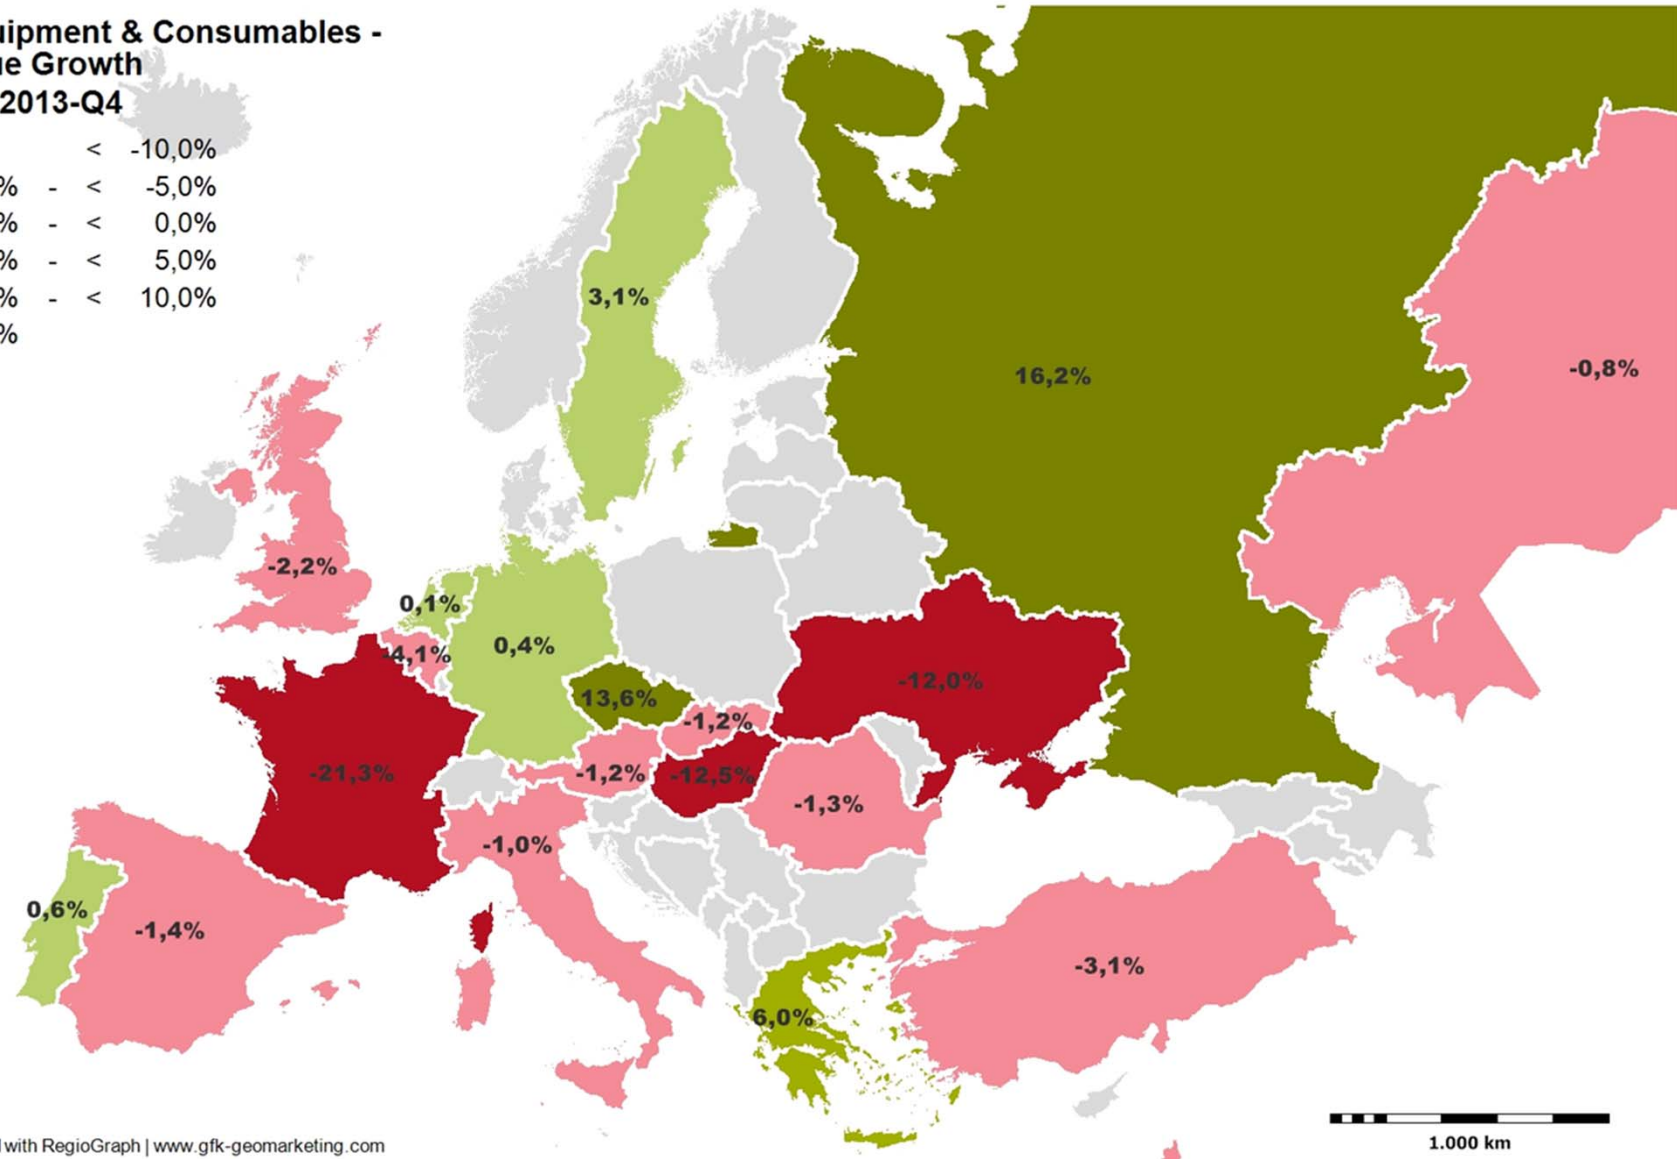 uipment & Consumables -
ue Growth
2013-Q4
< -10,0%
% - < -5,0%
% - < 0,0%
% - < 5,0%
% - < 10,0%
%
3,1%
16,2%
-0,8%
-2,2%
0,1%
0,4%
-4,1%
-12,0%
13,6%
-1,2%
-21,3%
-1,2%
-12,5%
-1,3%
-1,0%
0,6%
-1,4%
-3,1%
6,0%
1.000 km
l with RegioGraph | www.gfk-geomarketing.com